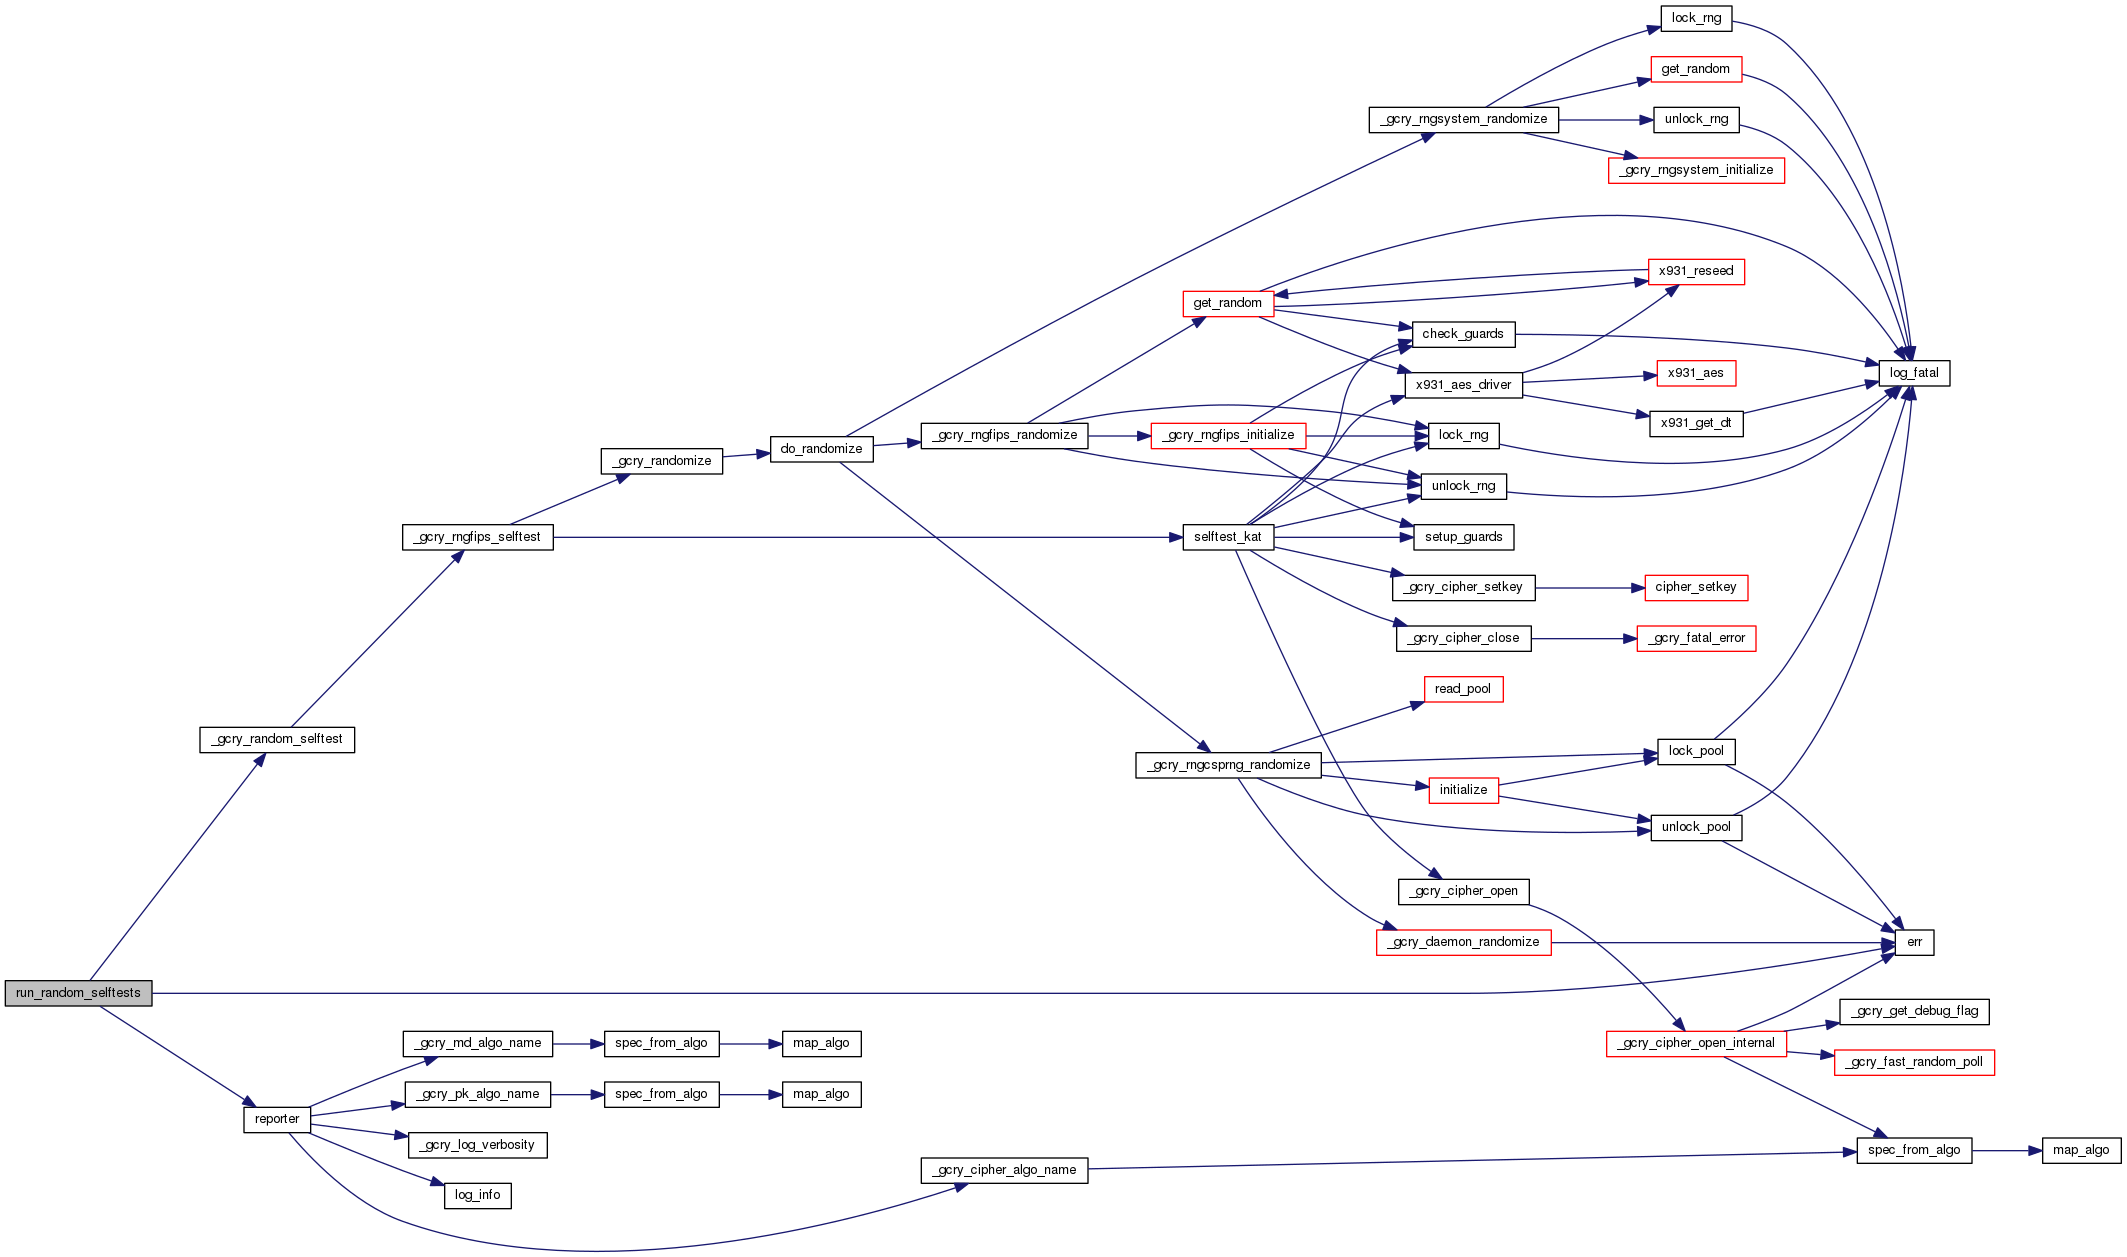 lock_rng
get_random
_gcry_rngsystem_randomize
unlock_rng
_gcry_rngsystem_initialize
x931_reseed
get_random
check_guards
x931_aes
log_fatal
x931_aes_driver
x931_get_dt
_gcry_rngfips_randomize
_gcry_rngfips_initialize
lock_rng
do_randomize
_gcry_randomize
unlock_rng
_gcry_rngfips_selftest
selftest_kat
setup_guards
_gcry_cipher_setkey
cipher_setkey
_gcry_cipher_close
_gcry_fatal_error
read_pool
_gcry_random_selftest
lock_pool
_gcry_rngcsprng_randomize
initialize
unlock_pool
_gcry_cipher_open
_gcry_daemon_randomize
err
run_random_selftests
_gcry_get_debug_flag
_gcry_md_algo_name
spec_from_algo
map_algo
_gcry_cipher_open_internal
_gcry_fast_random_poll
_gcry_pk_algo_name
spec_from_algo
map_algo
reporter
_gcry_log_verbosity
spec_from_algo
map_algo
_gcry_cipher_algo_name
log_info